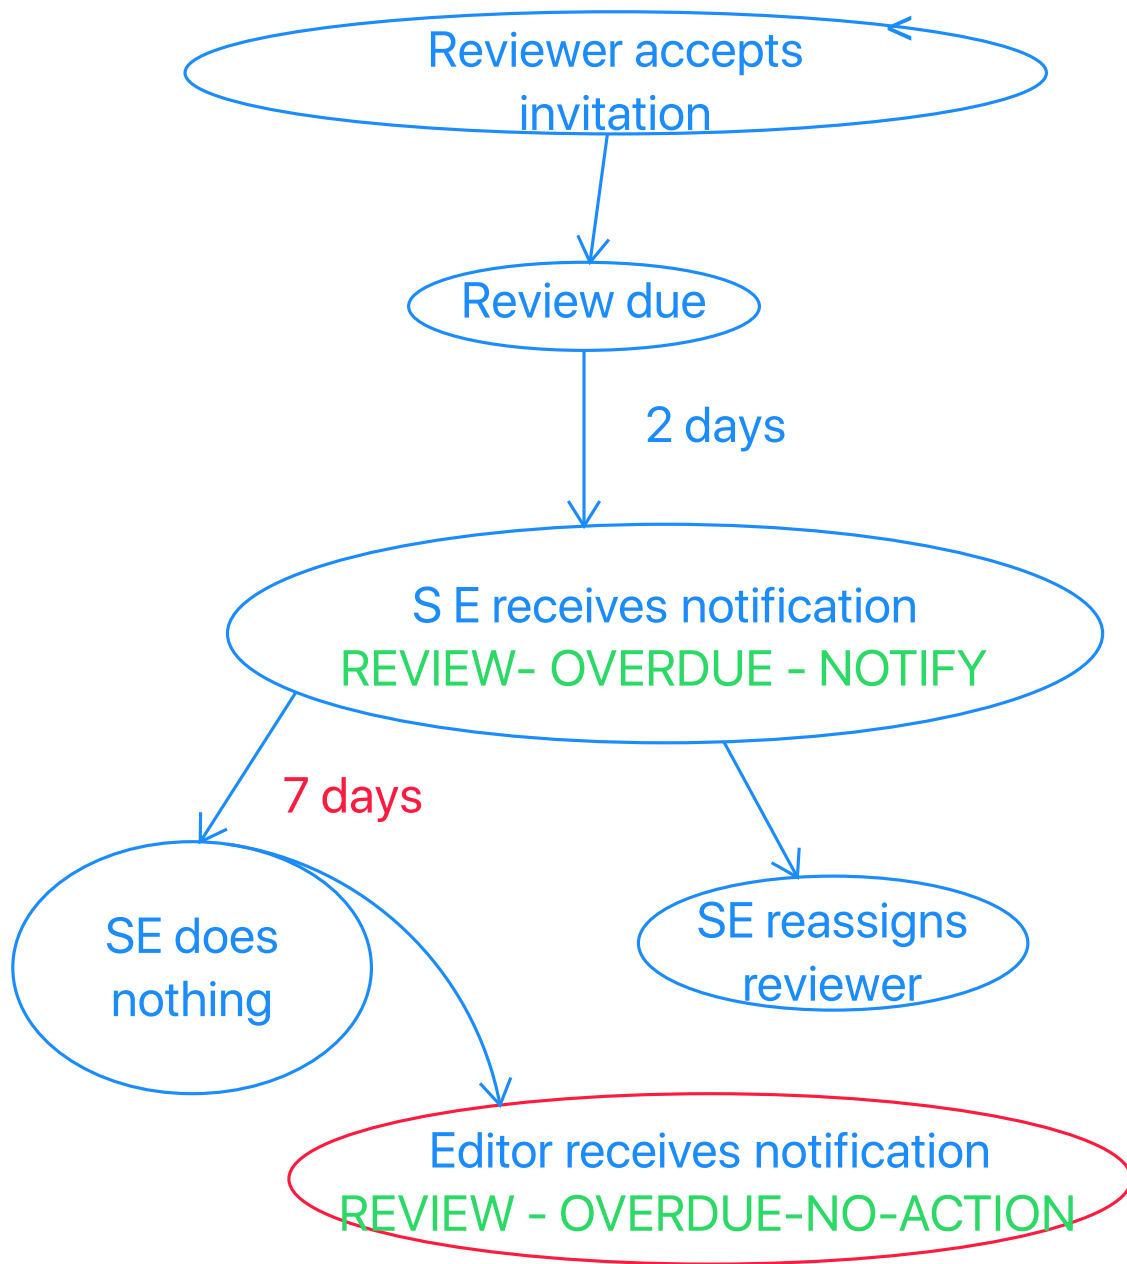 Reviewer accepts
invitation
Review due
2 days
S E receives notification
REVIEW- OVERDUE - NOTIFY
7 days
SE does
nothing
SE reassigns
reviewer
Editor receives notification
REVIEW - OVERDUE-NO-ACTION